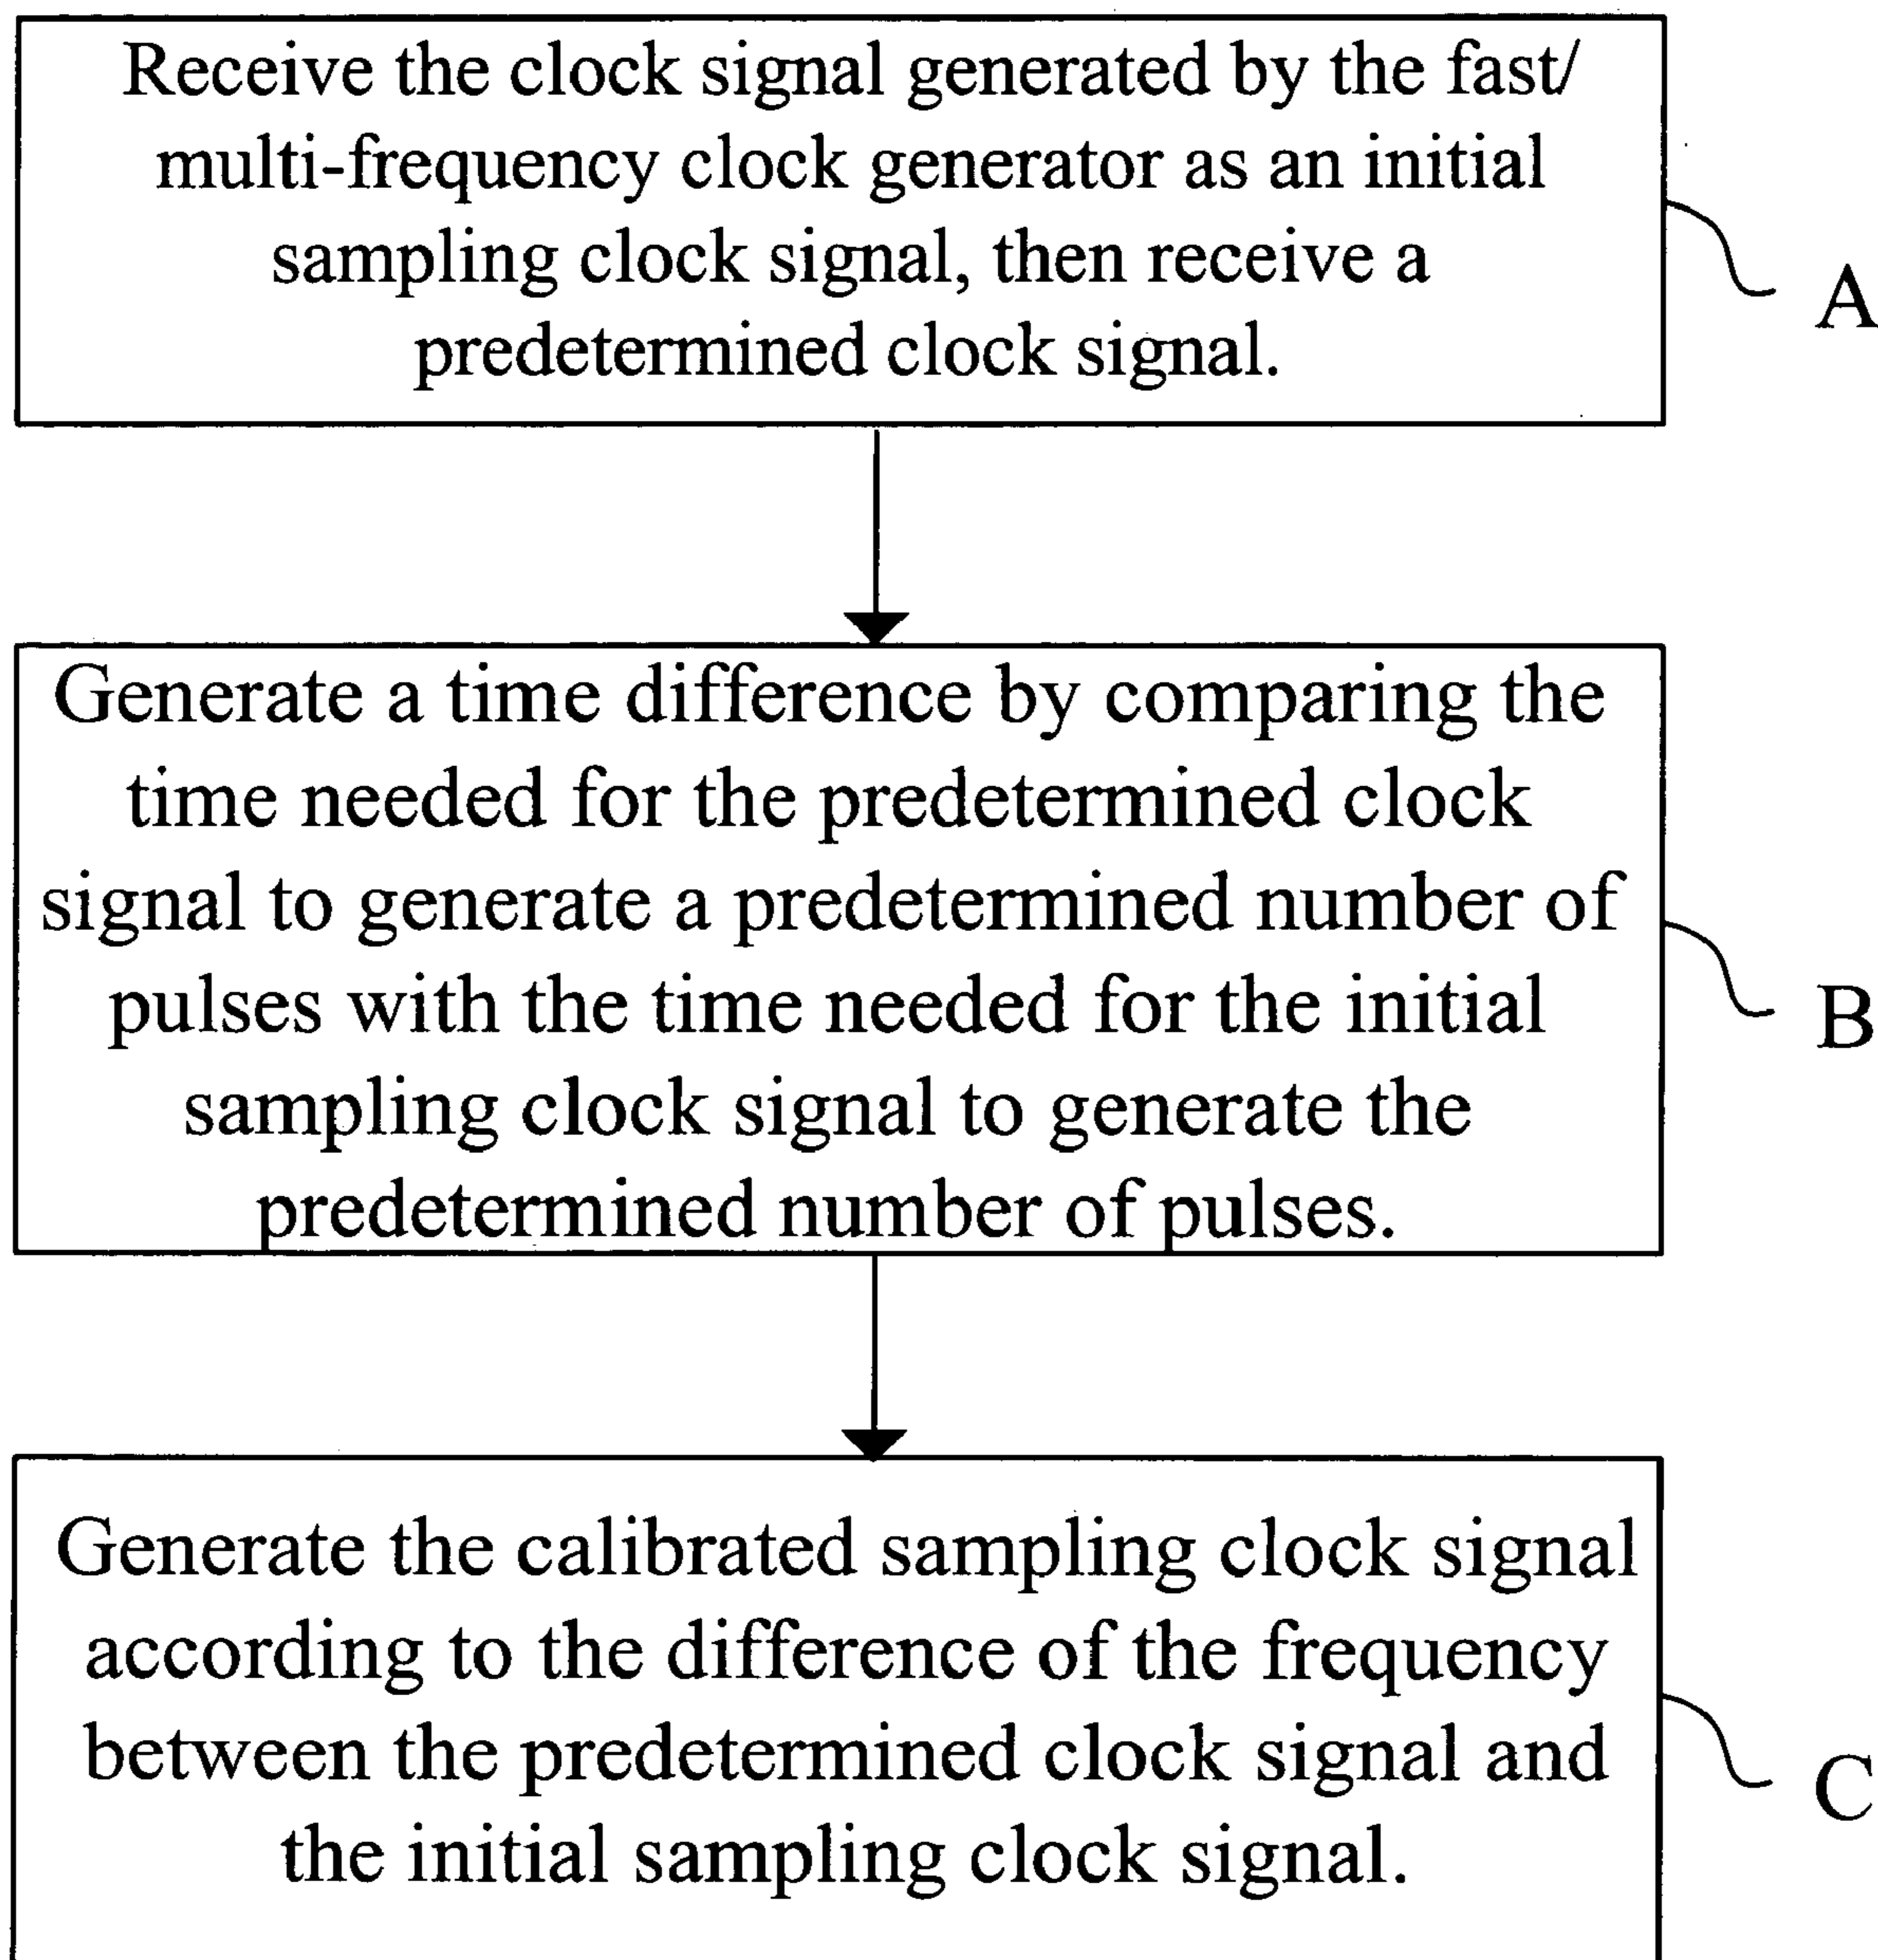 Receive the clock signal generated by the fast/
multi-frequency clock generator as an initial
sampling clock signal, then receive a
predetermined clock signal.
A
Generate a time difference by comparing the
time needed for the predetermined clock
signal to generate a predetermined number of
pulses with the time needed for the initial
sampling clock signal to generate the
predetermined number of pulses.
B
Generate the calibrated sampling clock signal
according to the difference of the frequency
between the predetermined clock signal and
the initial sampling clock signal.
C